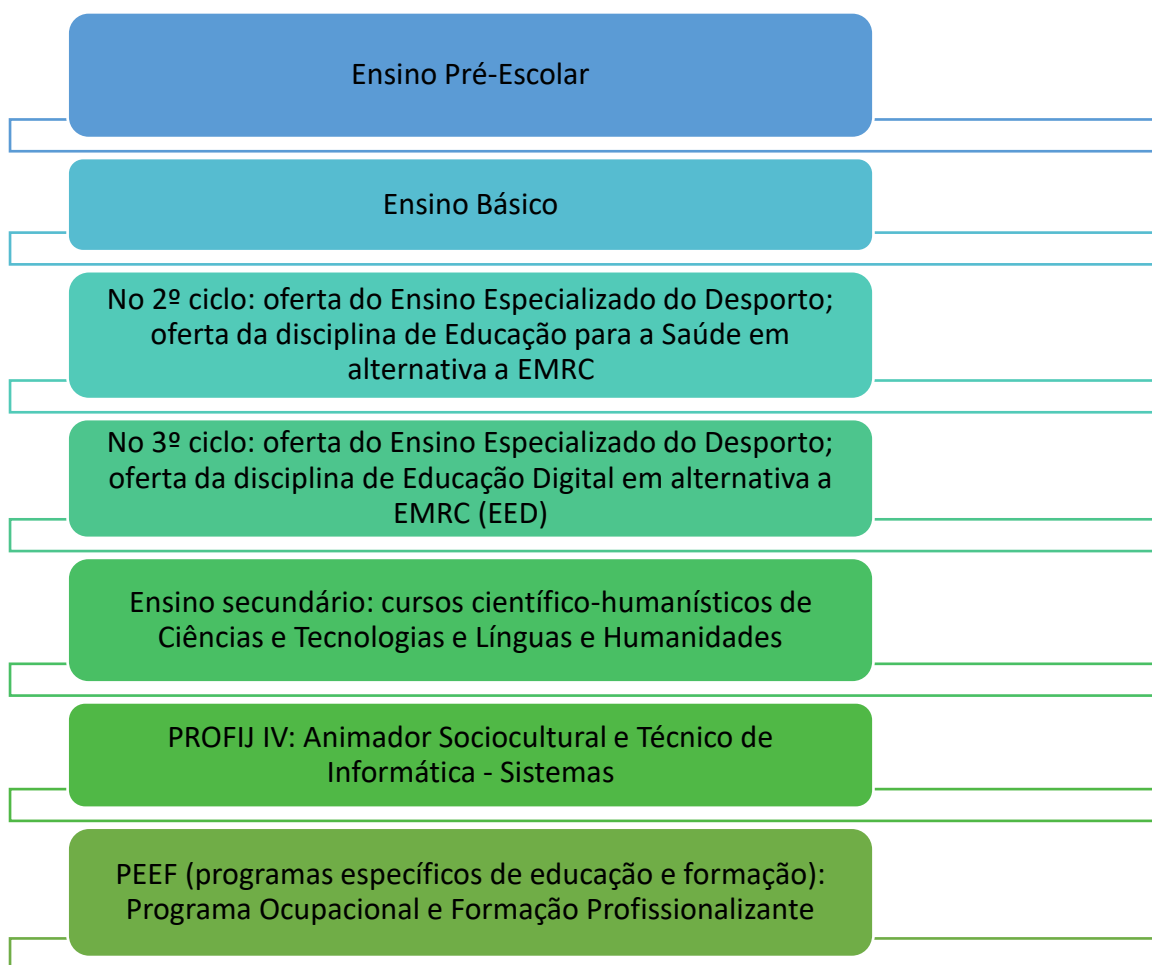 Ensino Pré-Escolar
Ensino Básico
No 2º ciclo: oferta do Ensino Especializado do Desporto;
oferta da disciplina de Educação para a Saúde em
alternativa a EMRC
No 3º ciclo: oferta do Ensino Especializado do Desporto;
oferta da disciplina de Educação Digital em alternativa a
EMRC (EED)
Ensino secundário: cursos científico-humanísticos de
Ciências e Tecnologias e Línguas e Humanidades
PROFIJ IV: Animador Sociocultural e Técnico de
Informática - Sistemas
PEEF (programas específicos de educação e formação):
Programa Ocupacional e Formação Profissionalizante